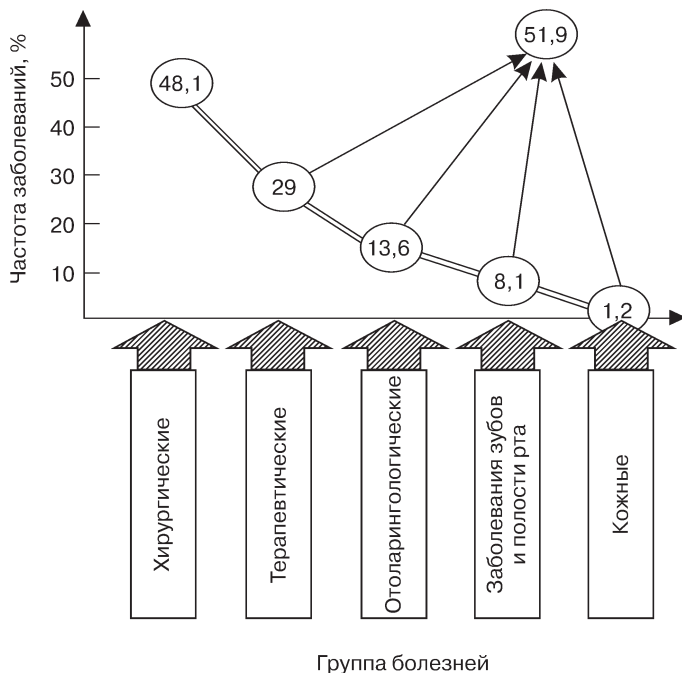 Частота заболеваний, %
50
40
30
20
10
48,1
29
13,6
8,1
1,2
51,9
Хирургические
Терапевтические
Отоларингологические
Заболевания зубов
и полости рта
Кожные
Группа болезней